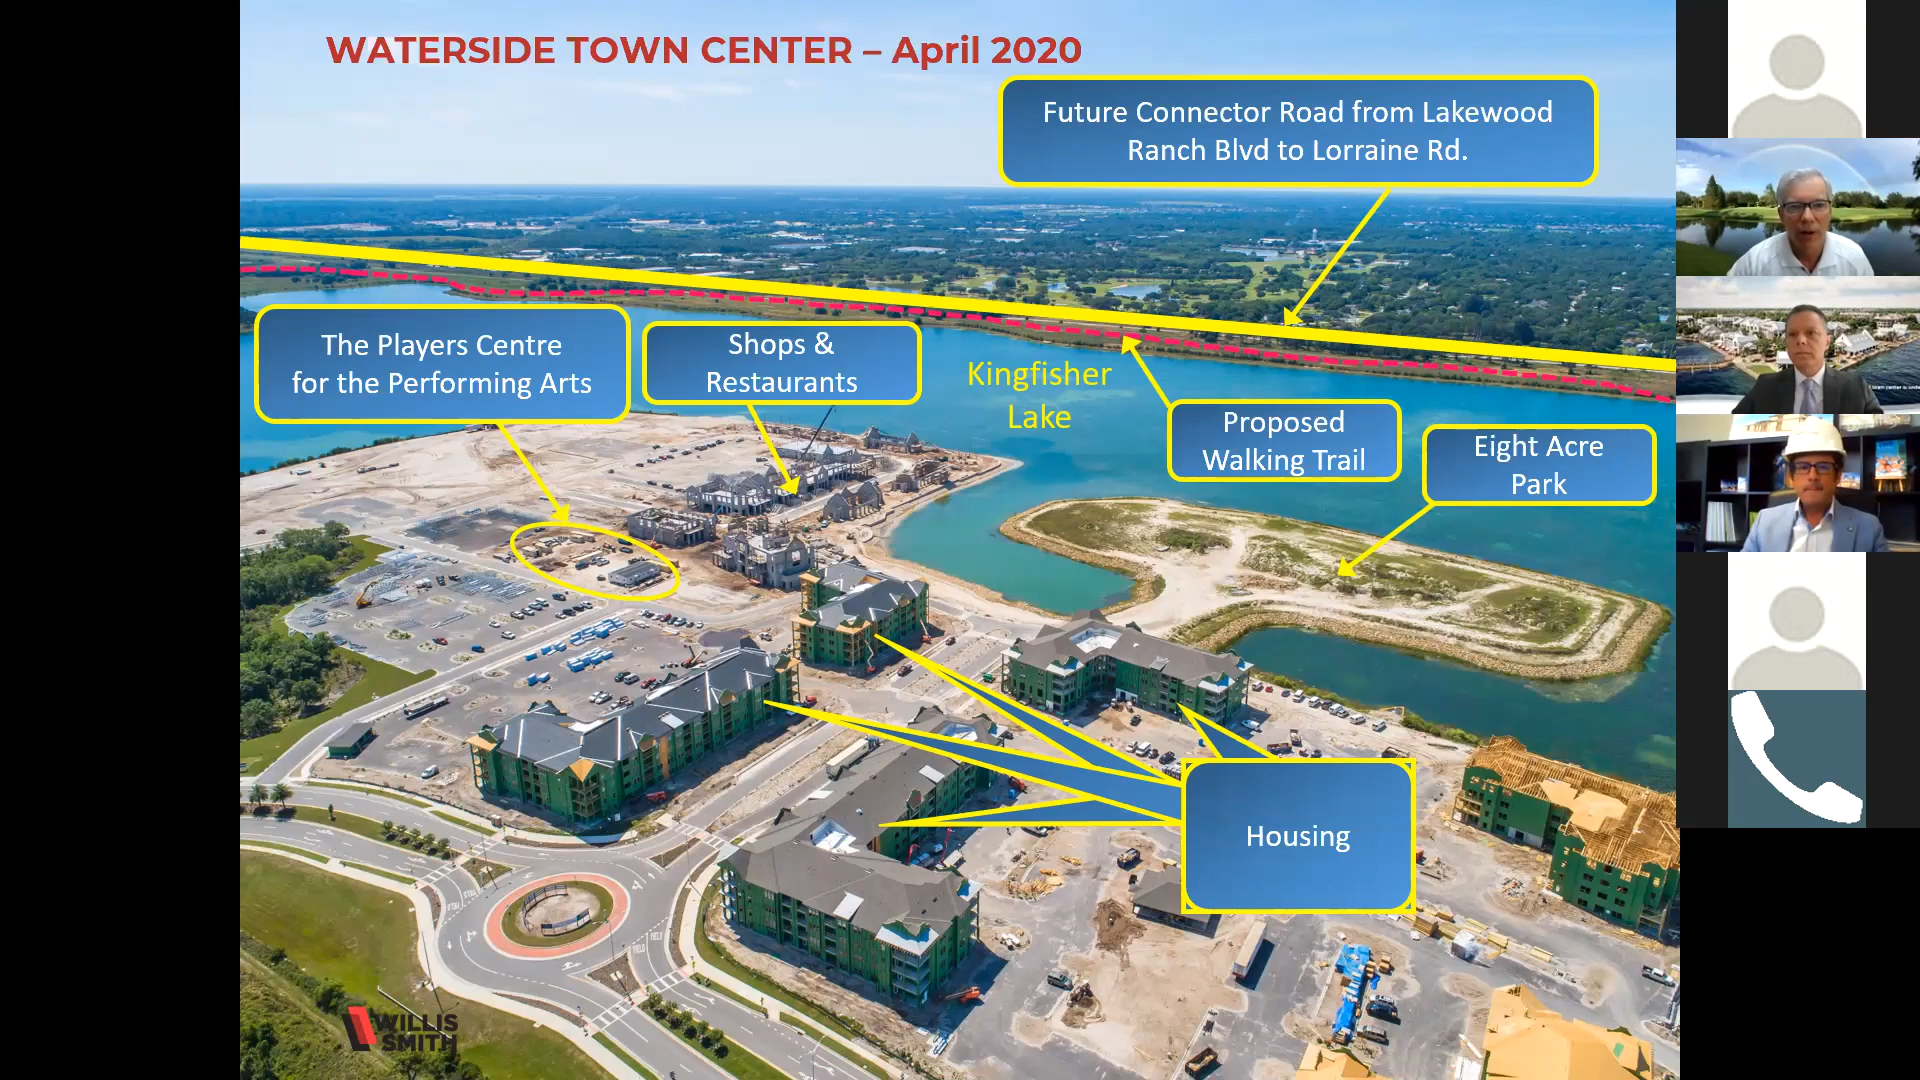 WATERSIDE TOWN CENTER – April 2020
Future Connector Road from Lakewood
Ranch Blvd to Lorraine Rd.
The Players Centre
for the Performing Arts
Shops &
Restaurants
Kingfisher
Lake
Proposed
Walking Trail
Eight Acre
Park
Housing
WILLIS
SMITH